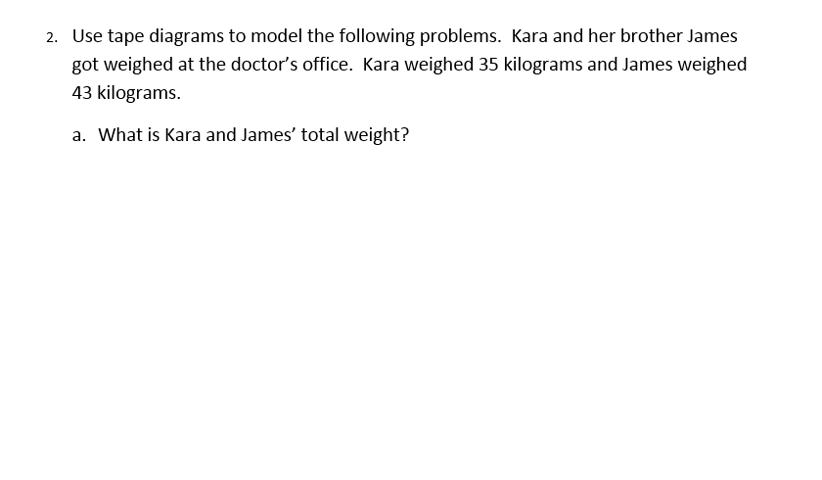 2. Use tape diagrams to model the following problems. Kara and her brother James
got weighed at the doctor’s office. Kara weighed 35 kilograms and James weighed
43 kilograms.
a. What is Kara and James’ total weight?